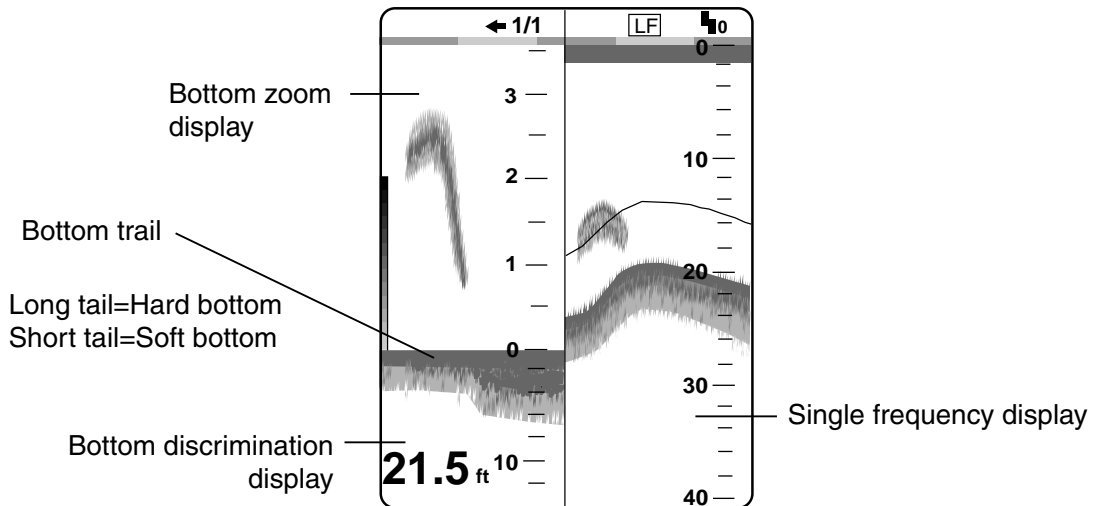 1/1
LF
0
Bottom zoom
display
3
2
1
0
10
Bottom trail
Long tail=Hard bottom
Short tail=Soft bottom
Bottom discrimination
display
21.5 ft
0
10
20
30
40
Single frequency display